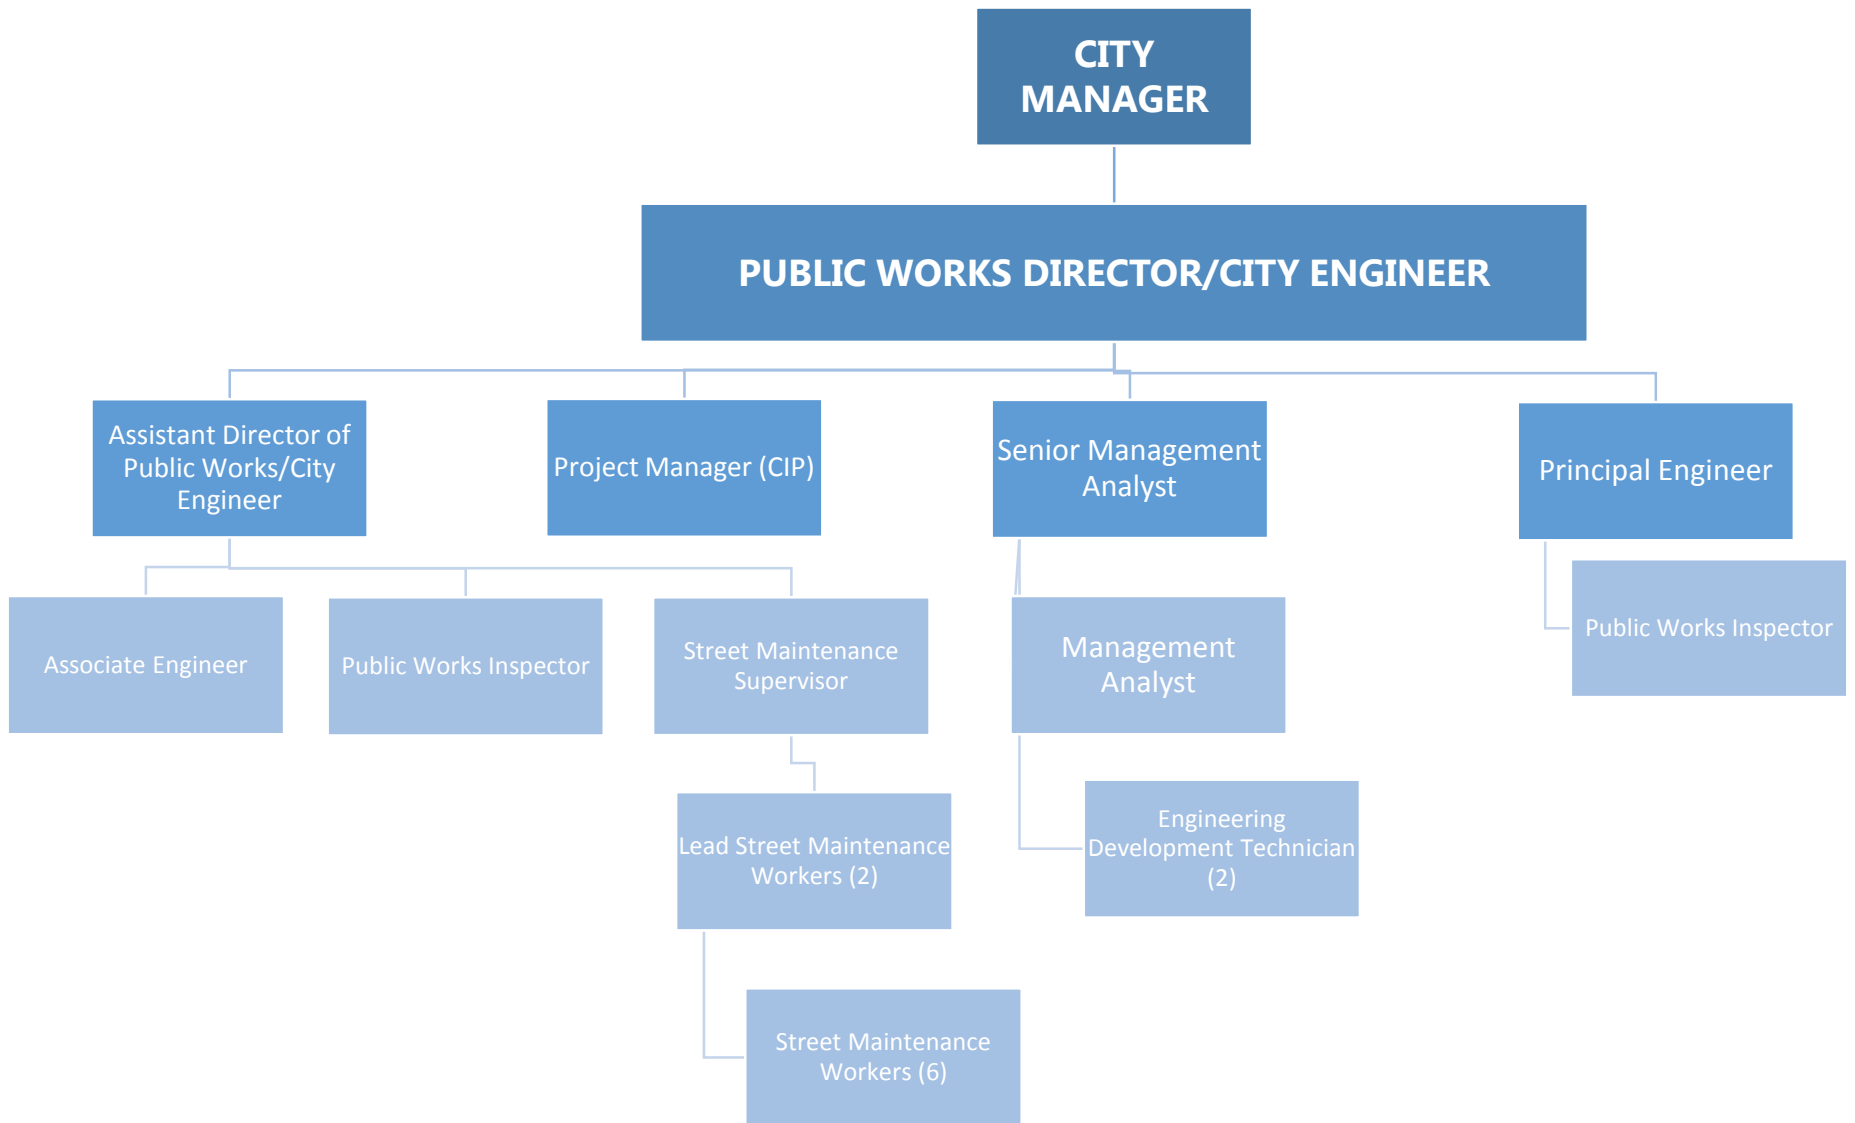 CITY
MANAGER
PUBLIC WORKS DIRECTOR/CITY ENGINEER
Assistant Director of
Public Works/City
Engineer
Project Manager (CIP)
Senior Management
Analyst
Principal Engineer
Associate Engineer
Public Works Inspector
Street Maintenance
Supervisor
Management
Analyst
Public Works Inspector
Lead Street Maintenance
Workers (2)
Engineering
Development Technician
(2)
Street Maintenance
Workers (6)